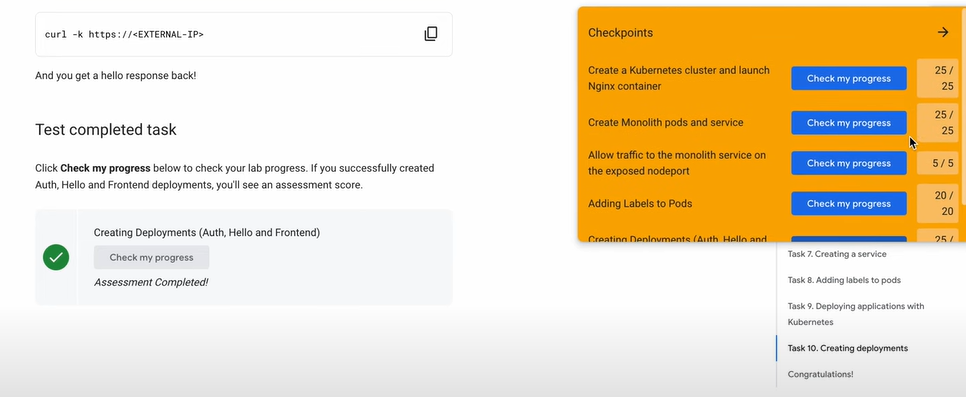 curl -k https://<EXTERNAL-IP>
And you get a hello response back!
Test completed task
Click Check my progress below to check your lab progress. If you successfully created
Auth, Hello and Frontend deployments, you'll see an assessment score.
Creating Deployments (Auth, Hello and Frontend)
Check my progress
Assessment Completed!
Checkpoints
Create a Kubernetes cluster and launch
Nginx container
Check my progress
25 /
25
Create Monolith pods and service
Check my progress
25 /
25
Allow traffic to the monolith service on
the exposed nodeport
Check my progress
5 / 5
Adding Labels to Pods
Check my progress
20 /
20
Creating Deployments (Auth, Hello and
25 /
Task 7. Creating a service
Task 8. Adding labels to pods
Task 9. Deploying applications with
Kubernetes
Task 10. Creating deployments
Congratulations!